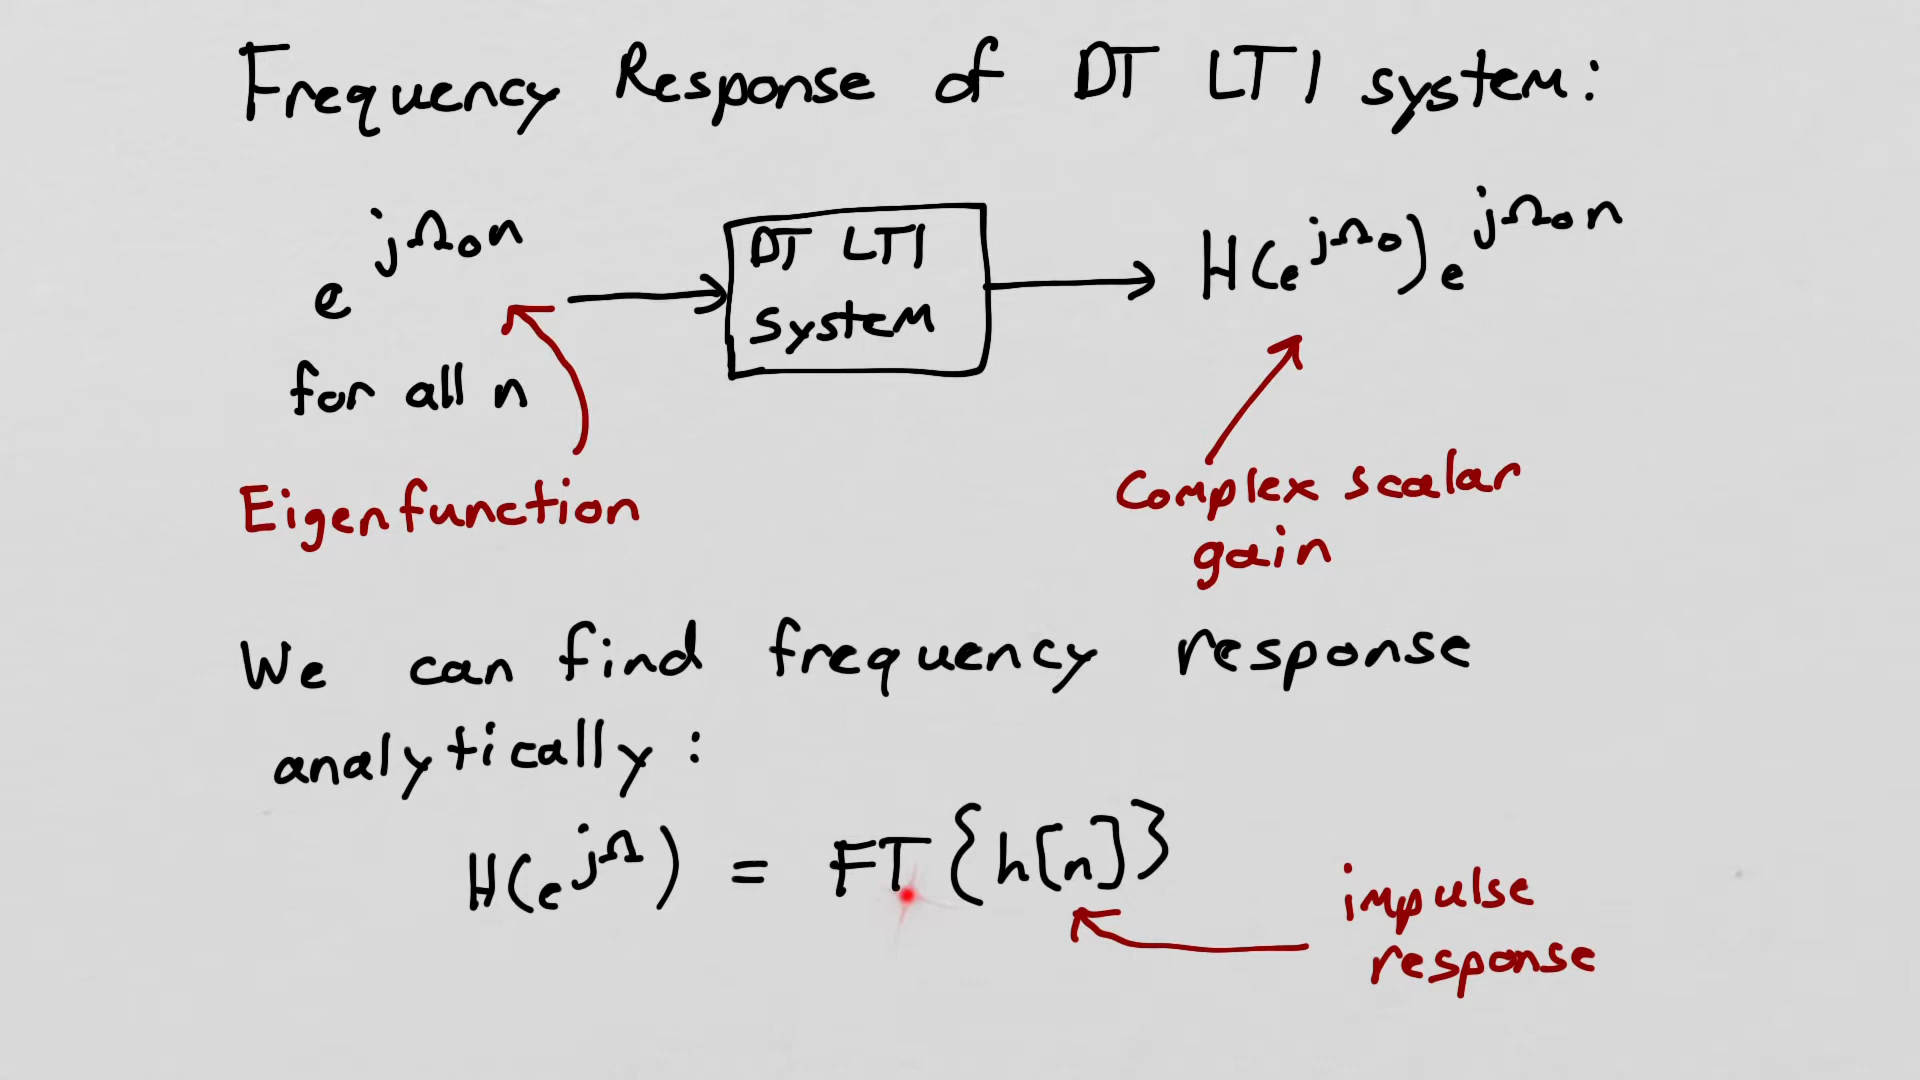 Frequency Response of DT LTI system:
e^{jΩ₀n}
for all n
DT LTI
system
H(e^{jΩ₀})e^{jΩ₀n}
Eigenfunction
Complex scalar
gain
We can find frequency response
analytically:
H(e^{jΩ}) = FT{h[n]}
impulse
response